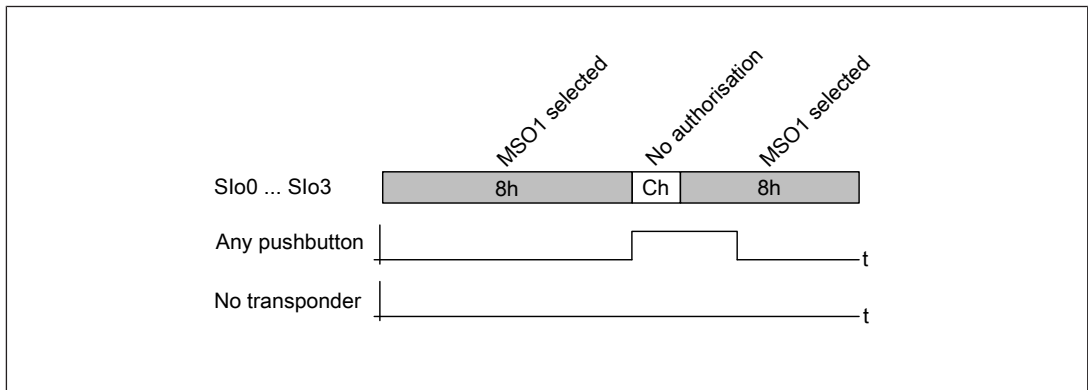 MSO1 selected
No authorisation
MSO1 selected
SIo0 ... SIo3
8h
Ch
8h
Any pushbutton
t
No transponder
t